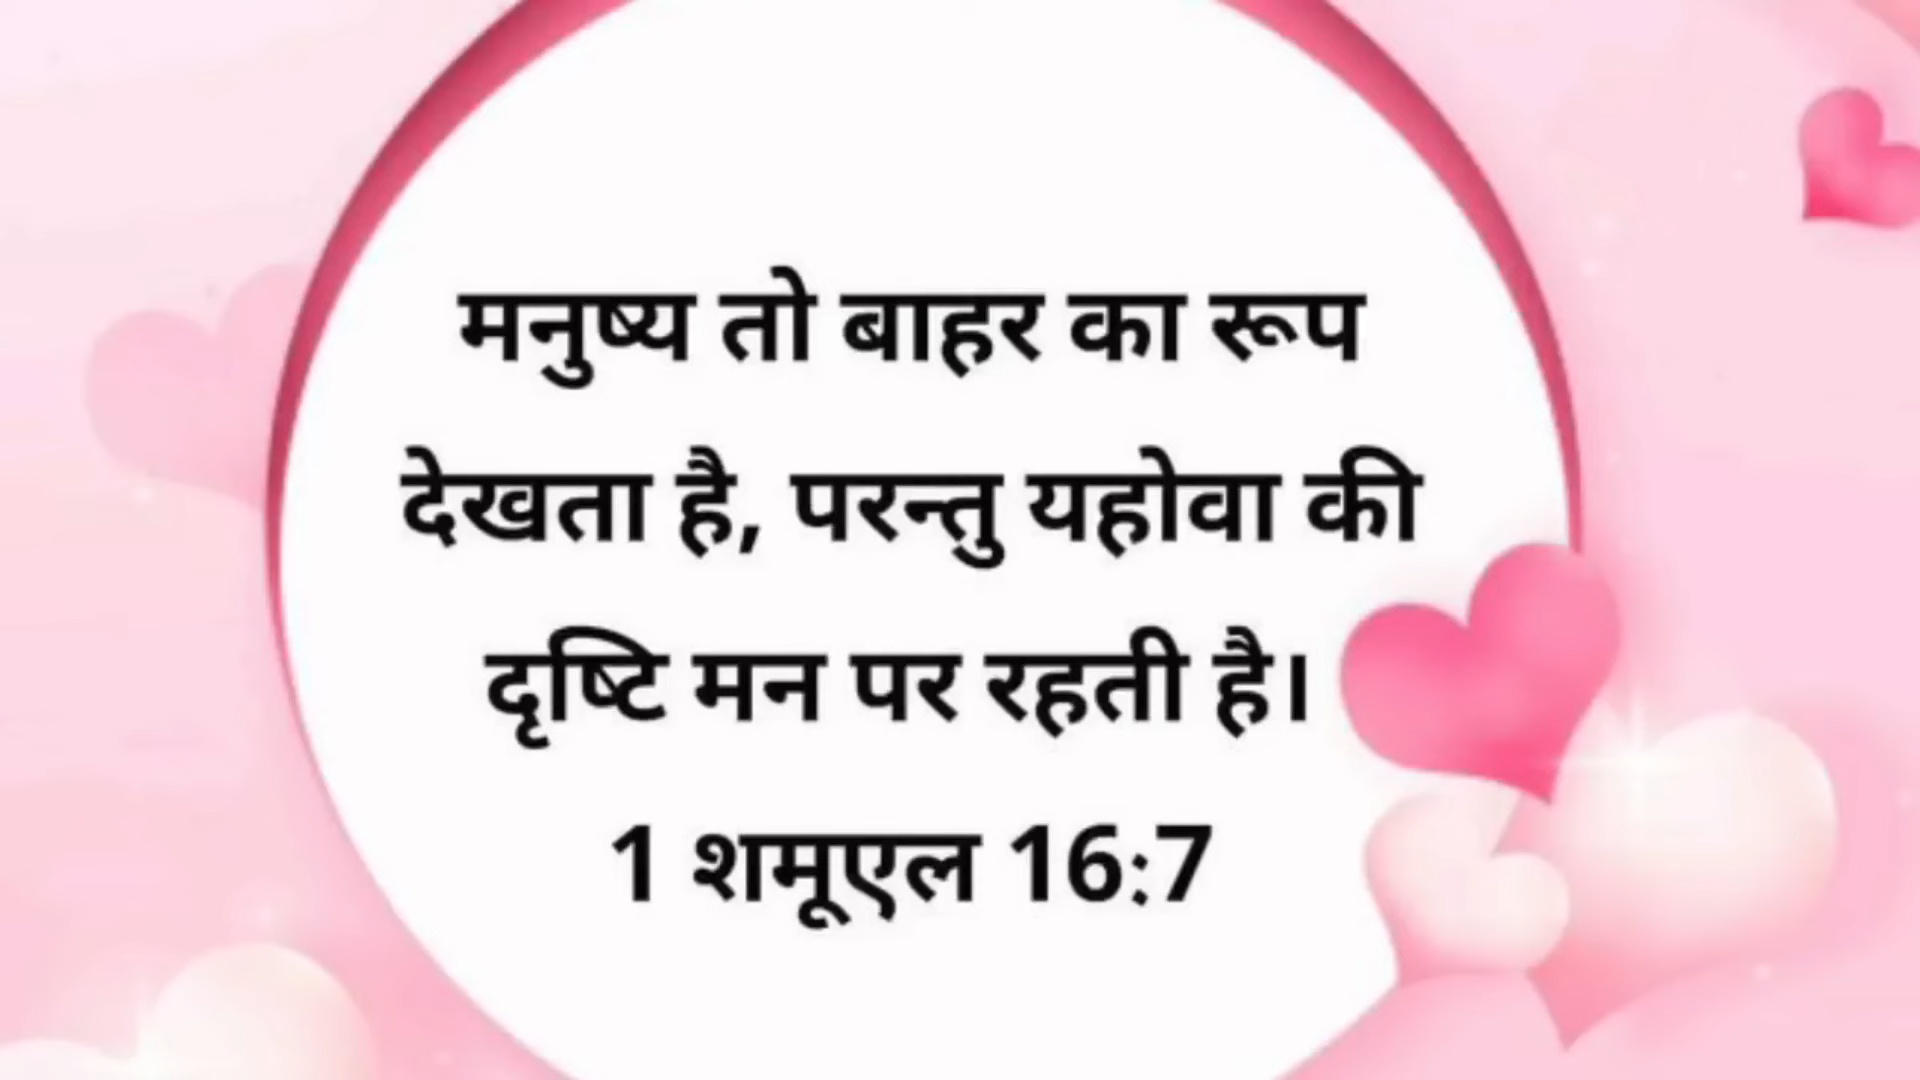 मनुष्य तो बाहर का रूप
देखता है, परन्तु यहोवा की
दृष्टि मन पर रहती है।
1 शमूएल 16:7